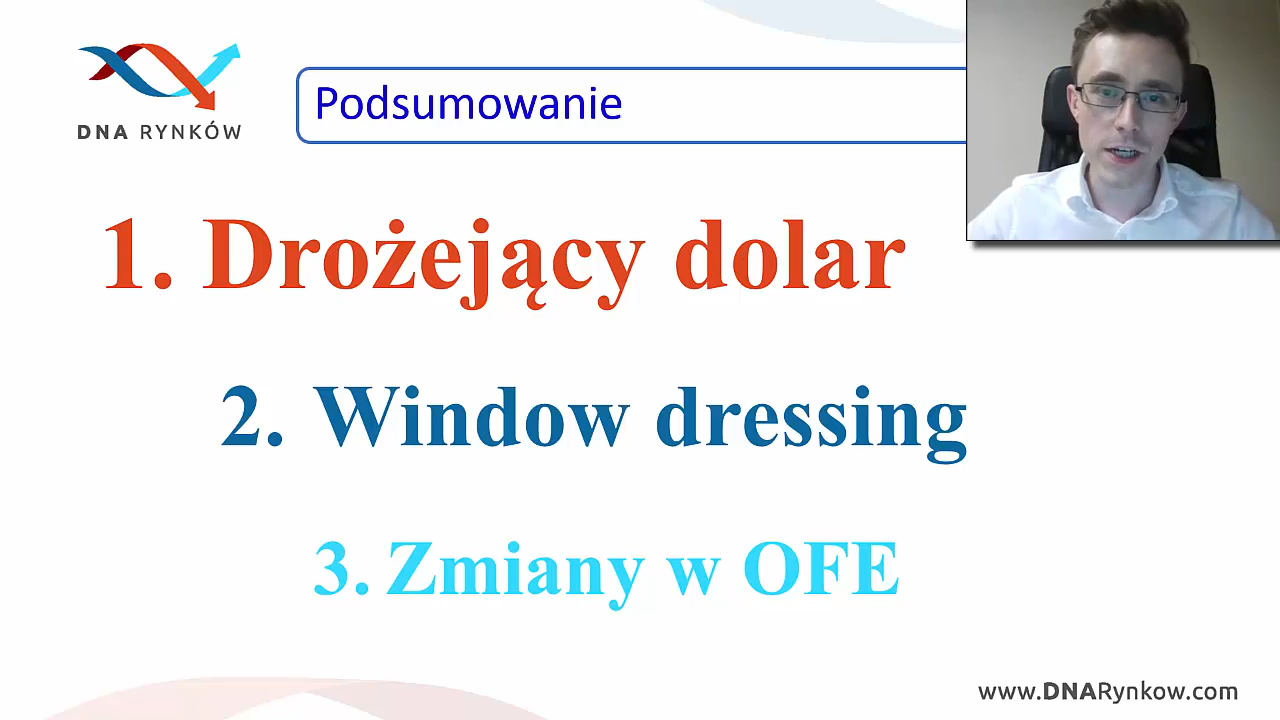 DNA RYNKÓW
Podsumowanie
1. Drożejący dolar
2. Window dressing
3. Zmiany w OFE
www.DNARynkow.com